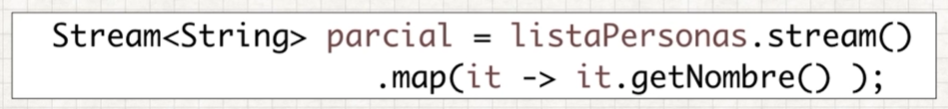 Stream<String> parcial = listaPersonas.stream()
.map(it -> it.getNombre() );